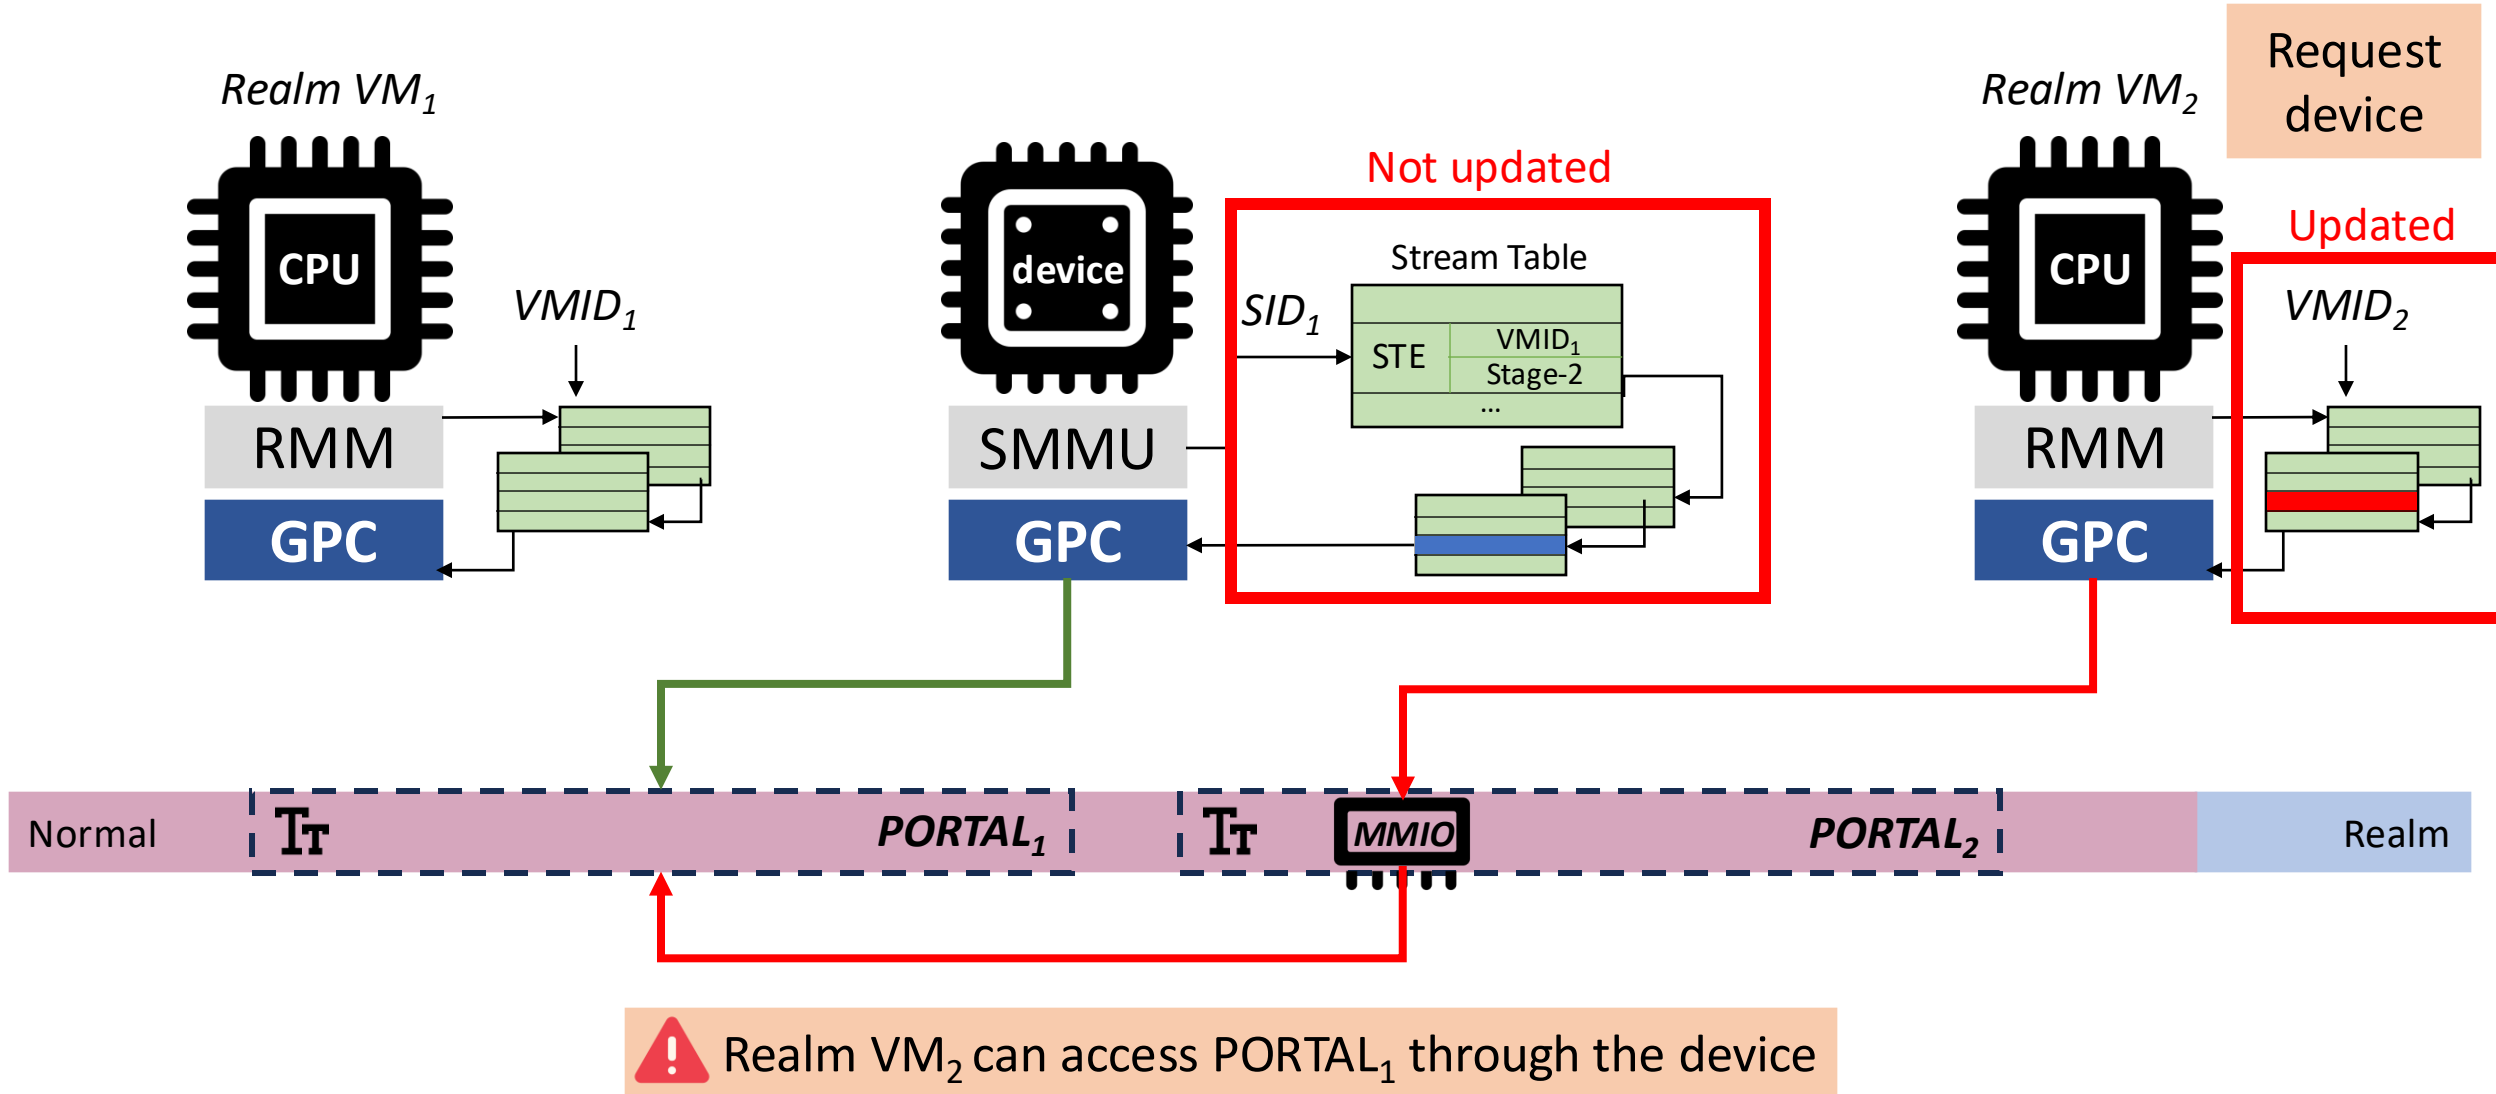 Request
device
Realm VM1
Realm VM2
Not updated
Updated
CPU
device
CPU
Stream Table
VMID1
SID1
VMID2
STE
VMID1
Stage-2
...
RMM
SMMU
RMM
GPC
GPC
GPC
Normal
Tт
PORTAL1
Tт
MMIO
PORTAL2
Realm
Realm VM2 can access PORTAL1 through the device